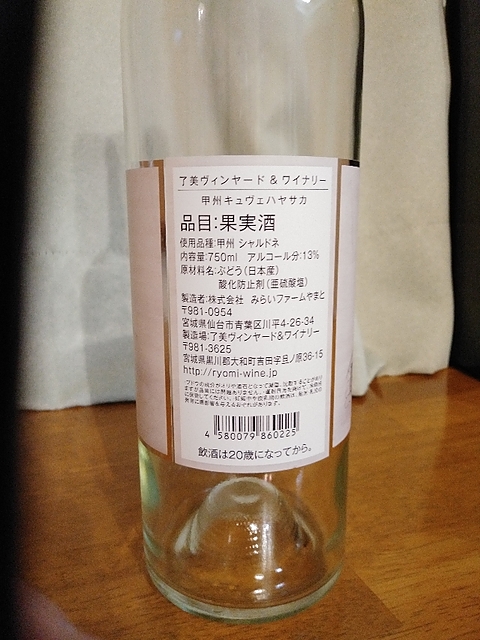 了美ヴィンヤード & ワイナリー
甲州キュヴェハヤサカ
品目:果実酒
使用品種:甲州 シャルドネ
内容量:750ml アルコール分:13%
原材料名:ぶどう(日本産)
酸化防止剤(亜硫酸塩)
製造者:株式会社 みらいファームやまと
〒981-0954
宮城県仙台市青葉区川平4-26-34
製造場:了美ヴィンヤード&ワイナリー
〒981-3625
宮城県黒川郡大和町吉田字旦ノ原36-15
http://ryomi-wine.jp
4 580079 860225
飲酒は20歳になってから。